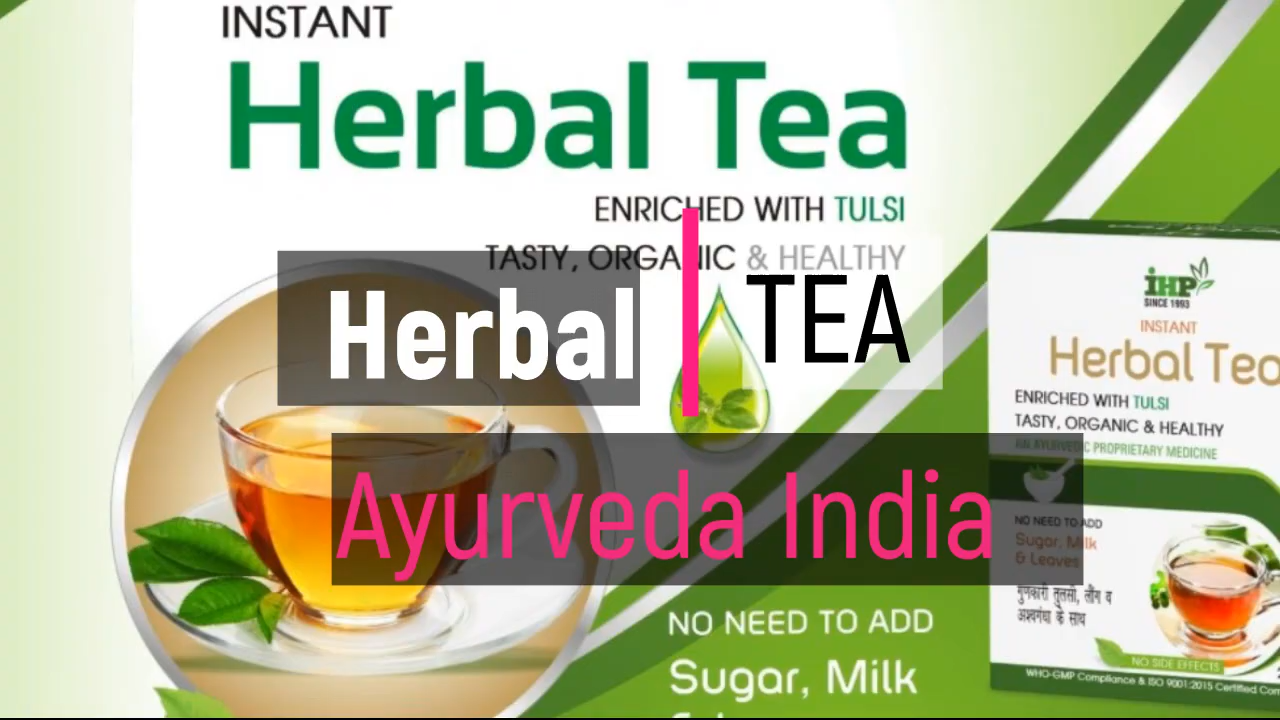 INSTANT
Herbal Tea
ENRICHED WITH TULSI
TASTY, ORGANIC & HEALTHY
Herbal
TEA
Ayurveda India
NO NEED TO ADD
Sugar, Milk
iHP
SINCE 1993
INSTANT
Herbal Tea
ENRICHED WITH TULSI
TASTY, ORGANIC & HEALTHY
AN AYURVEDIC PROPRIETARY MEDICINE
NO NEED TO ADD
Sugar, Milk
& Leaves
गुणकारी तुलसी, लौंग व
अश्वगंधा के साथ
NO SIDE EFFECTS
WHO-GMP Compliance & ISO 9001:2015 Certified